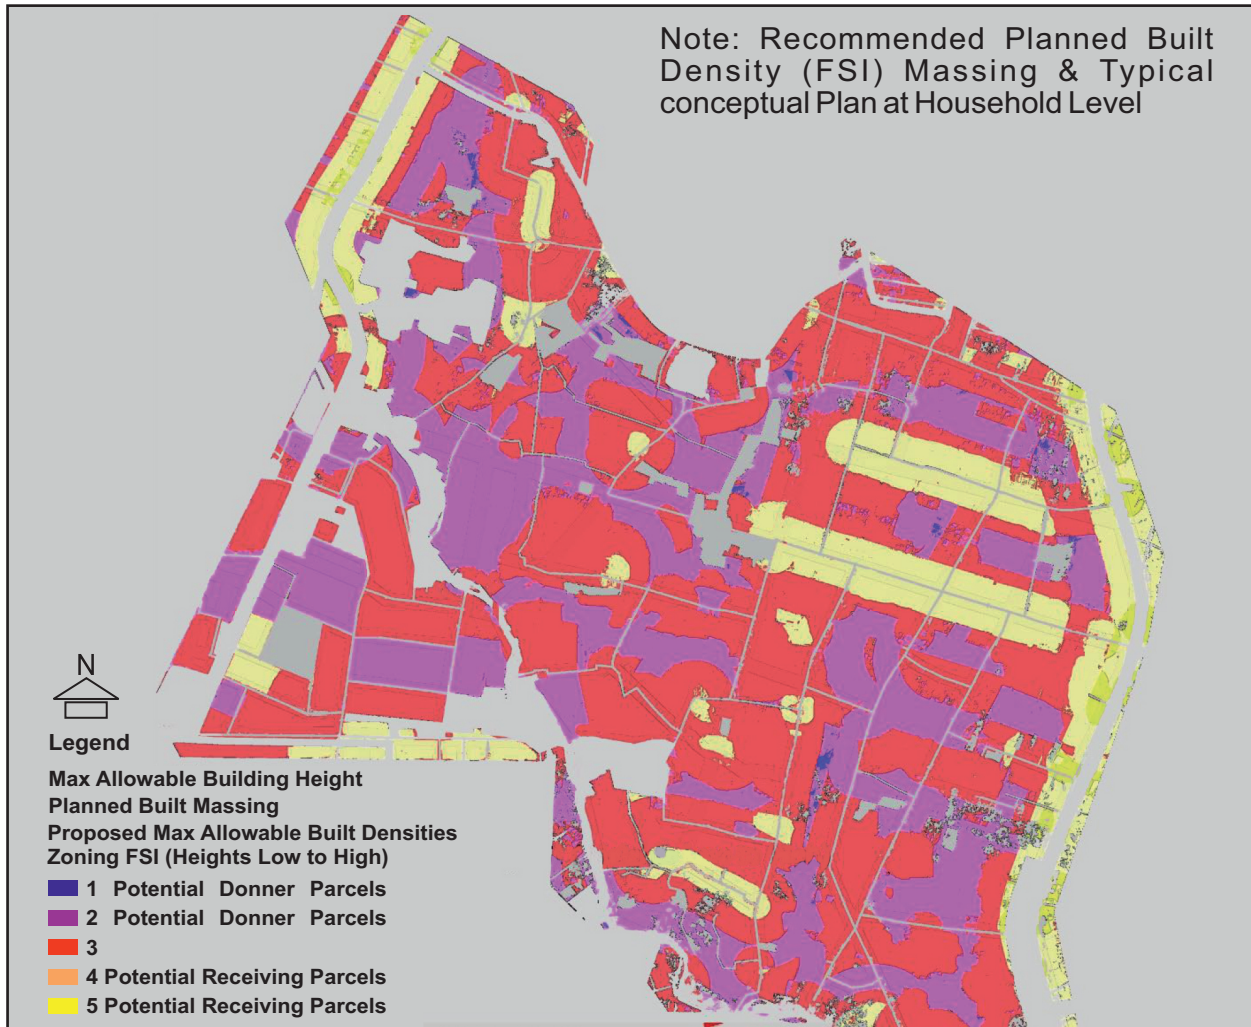 Note: Recommended Planned Built
Density (FSI) Massing & Typical
conceptual Plan at Household Level
N
Legend
Max Allowable Building Height
Planned Built Massing
Proposed Max Allowable Built Densities
Zoning FSI (Heights Low to High)
1 Potential Donner Parcels
2 Potential Donner Parcels
3
4 Potential Receiving Parcels
5 Potential Receiving Parcels